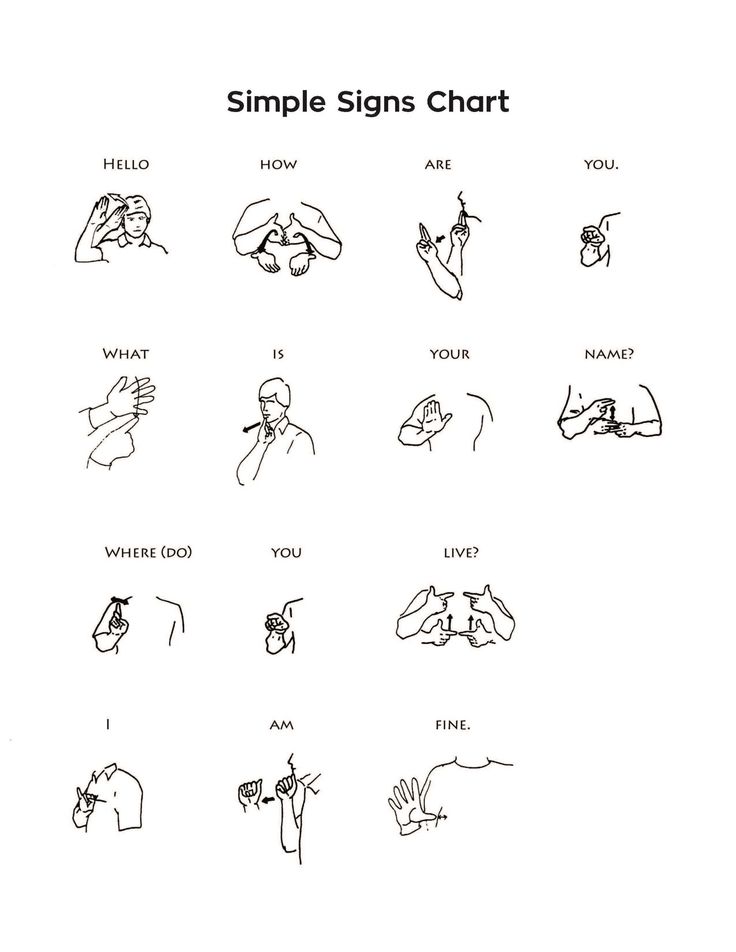 Simple Signs Chart
Hello how are you.
What is your name?
Where (do) you live?
I am fine.